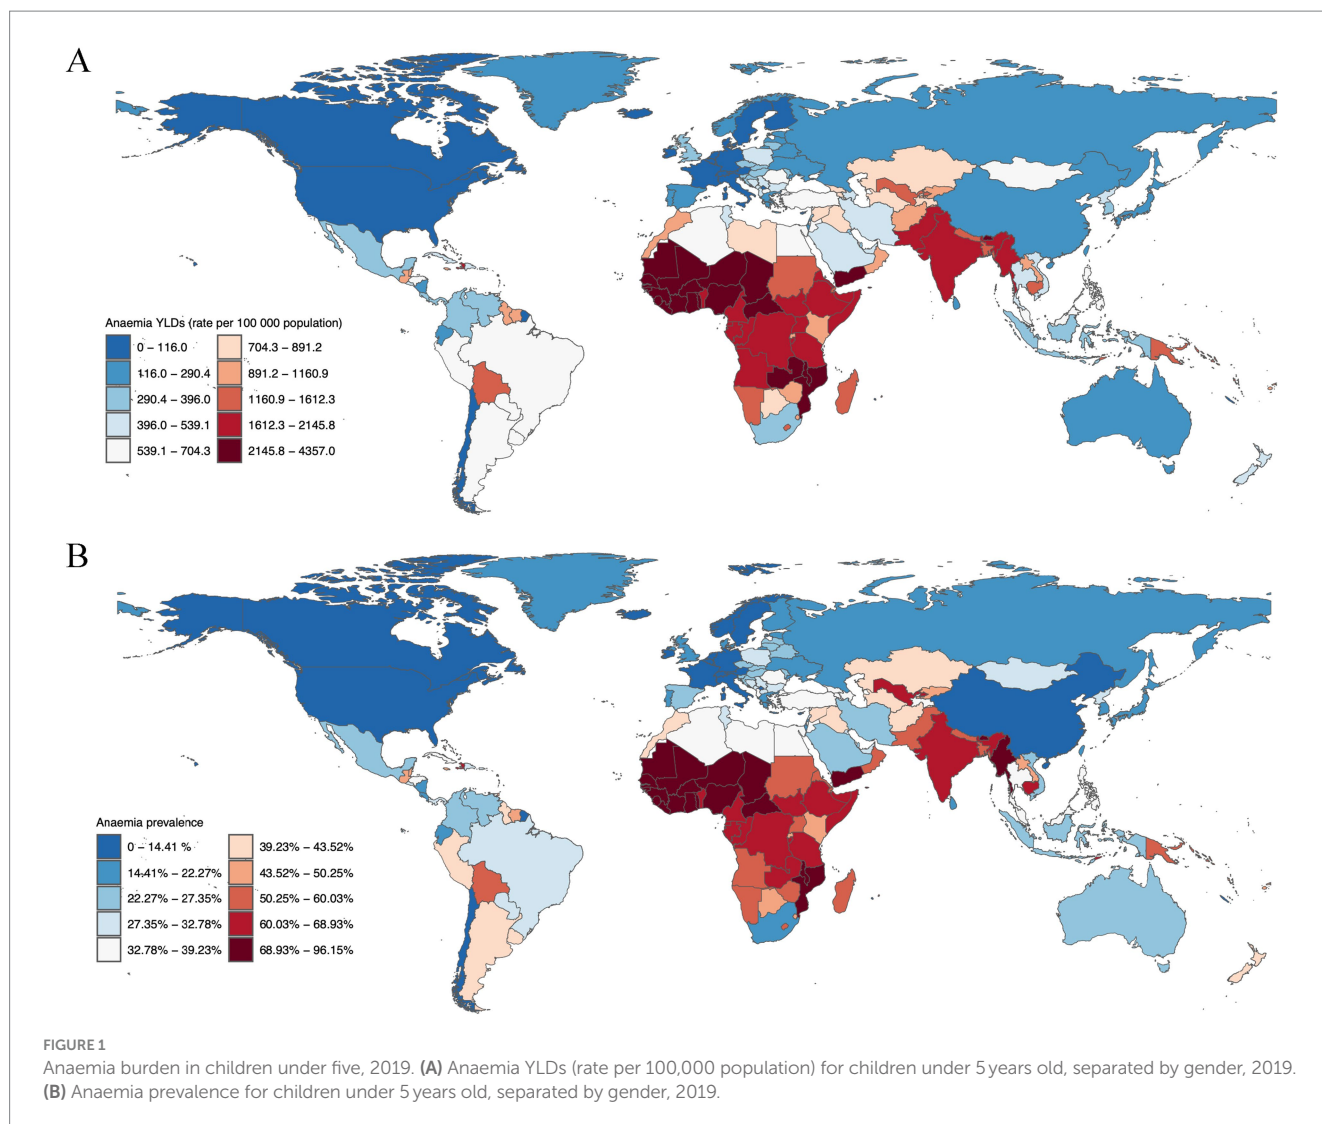 A
Anaemia YLDs (rate per 100 000 population)
0 – 116.0
116.0 – 290.4
290.4 – 396.0
396.0 – 539.1
539.1 – 704.3
704.3 – 891.2
891.2 – 1160.9
1160.9 – 1612.3
1612.3 – 2145.8
2145.8 – 4357.0
B
Anaemia prevalence
0 – 14.41 %
14.41% – 22.27%
22.27% – 27.35%
27.35% – 32.78%
32.78% – 39.23%
39.23% – 43.52%
43.52% – 50.25%
50.25% – 60.03%
60.03% – 68.93%
68.93% – 96.15%
FIGURE 1
Anaemia burden in children under five, 2019. (A) Anaemia YLDs (rate per 100,000 population) for children under 5 years old, separated by gender, 2019.
(B) Anaemia prevalence for children under 5 years old, separated by gender, 2019.